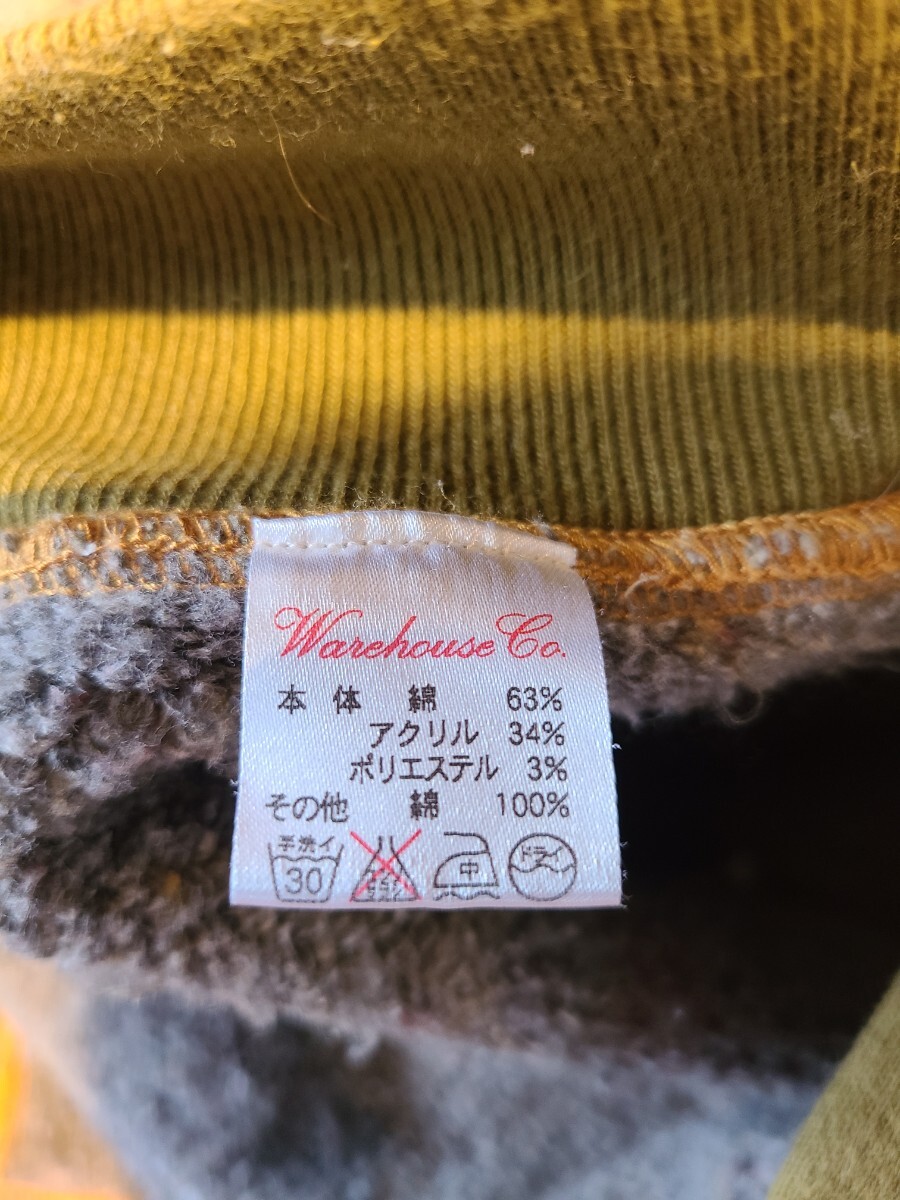 Warehouse Co.
本体 綿 63%
アクリル 34%
ポリエステル 3%
その他 綿 100%
手洗イ 30 中 ドライ